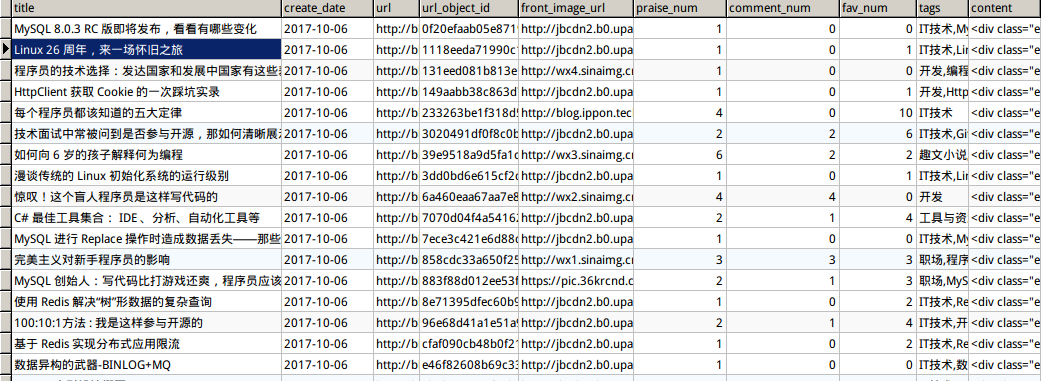 title create_date url url_object_id front_image_url praise_num comment_num fav_num tags content
MySQL 8.0.3 RC 版即将发布，看看有哪些变化 2017-10-06 http://b 0f20efaab05e871 http://jbcdn2.b0.upa 1 0 0 IT技术,My <div class="e
Linux 26 周年，来一场怀旧之旅 2017-10-06 http://b 1118eeda71990c http://jbcdn2.b0.upa 1 0 1 IT技术,Lin <div class="e
程序员的技术选择：发达国家和发展中国家有这些 2017-10-06 http://b 131eed081b813e http://wx4.sinaimg.c 1 0 0 开发,编程 <div class="e
HttpClient 获取 Cookie 的一次踩坑实录 2017-10-06 http://b 149aabb38c863d http://jbcdn2.b0.upa 1 0 1 开发,Http <div class="e
每个程序员都该知道的五大定律 2017-10-06 http://b 233263be1f318d http://blog.ippon.tec 4 0 10 IT技术 <div class="e
技术面试中常被问到是否参与开源，那如何清晰展 2017-10-06 http://b 3020491df0f8c0b http://jbcdn2.b0.upa 2 2 6 IT技术,Gi <div class="e
如何向 6 岁的孩子解释何为编程 2017-10-06 http://b 39e9518a9d5fa1c http://wx3.sinaimg.c 6 2 2 趣文小说, <div class="e
漫谈传统的 Linux 初始化系统的运行级别 2017-10-06 http://b 3dd0bd6e615cf2c http://jbcdn2.b0.upa 1 0 1 IT技术,Lin <div class="e
惊叹！这个盲人程序员是这样写代码的 2017-10-06 http://b 6a460eaa67aa7e8 http://wx2.sinaimg.c 4 4 0 开发 <div class="e
C# 最佳工具集合： IDE 、分析、自动化工具等 2017-10-06 http://b 7070d04f4a5416 http://jbcdn2.b0.upa 2 1 4 工具与资 <div class="e
MySQL 进行 Replace 操作时造成数据丢失——那些 2017-10-06 http://b 7ece3c421e6d88 http://jbcdn2.b0.upa 1 0 0 IT技术,My <div class="e
完美主义对新手程序员的影响 2017-10-06 http://b 858cdc33a650f25 http://wx1.sinaimg.c 3 3 3 职场,程序 <div class="e
MySQL 创始人：写代码比打游戏还爽，程序员应该 2017-10-06 http://b 883f88d012ee53f https://pic.36krcnd.c 2 1 3 职场,MyS <div class="e
使用 Redis 解决“树”形数据的复杂查询 2017-10-06 http://b 8e71395dfec60b9 http://jbcdn2.b0.upa 1 0 2 IT技术,Re <div class="e
100:10:1方法 : 我是这样参与开源的 2017-10-06 http://b 96e68d41a1e51a http://jbcdn2.b0.upa 2 1 4 IT技术,开 <div class="e
基于 Redis 实现分布式应用限流 2017-10-06 http://b cfaf090cb48b0f2 http://jbcdn2.b0.upa 1 0 2 IT技术,Re <div class="e
数据异构的武器-BINLOG+MQ 2017-10-06 http://b e46f82608b69c33 http://jbcdn2.b0.upa 1 0 0 IT技术,数 <div class="e